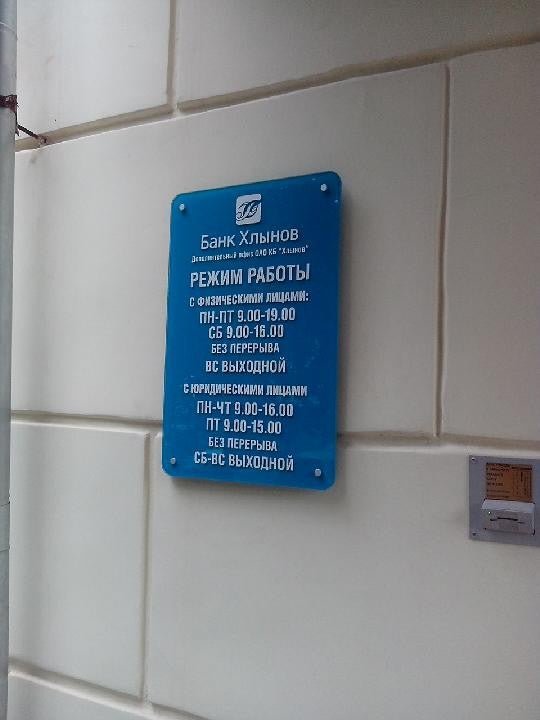 Банк Хлынов
Дополнительный офис ОАО КБ "Хлынов"
РЕЖИМ РАБОТЫ
С ФИЗИЧЕСКИМИ ЛИЦАМИ:
ПН-ПТ 9.00-19.00
СБ 9.00-16.00
БЕЗ ПЕРЕРЫВА
ВС ВЫХОДНОЙ
С ЮРИДИЧЕСКИМИ ЛИЦАМИ
ПН-ЧТ 9.00-16.00
ПТ 9.00-15.00
БЕЗ ПЕРЕРЫВА
СБ-ВС ВЫХОДНОЙ